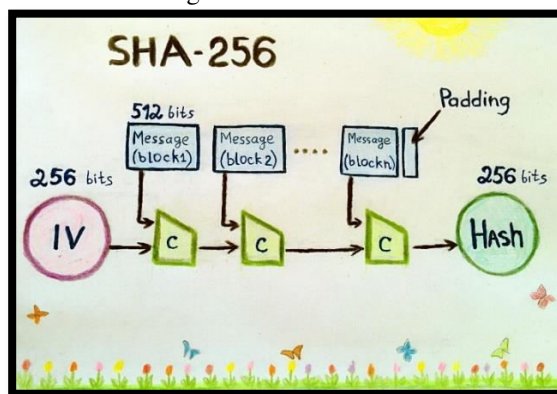 SHA-256
512 bits
Padding
Message
(block1)
Message
(block2)
Message
(blockn)
256 bits
256 bits
IV
C
C
C
HASH